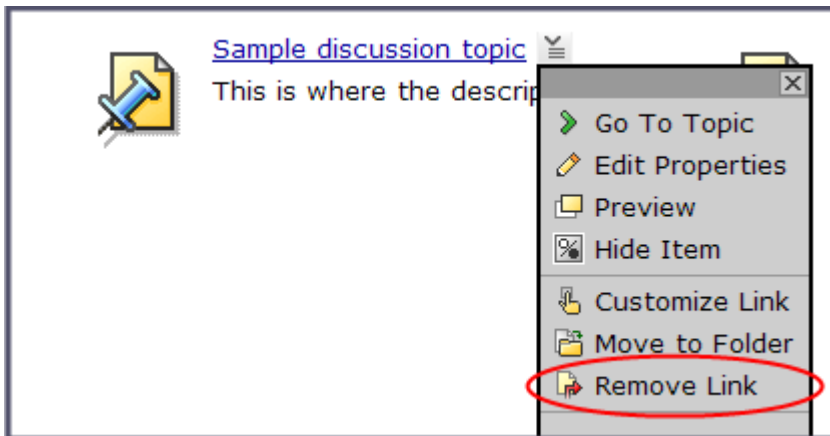 Sample discussion topic
This is where the descrip
Go To Topic
Edit Properties
Preview
Hide Item
Customize Link
Move to Folder
Remove Link